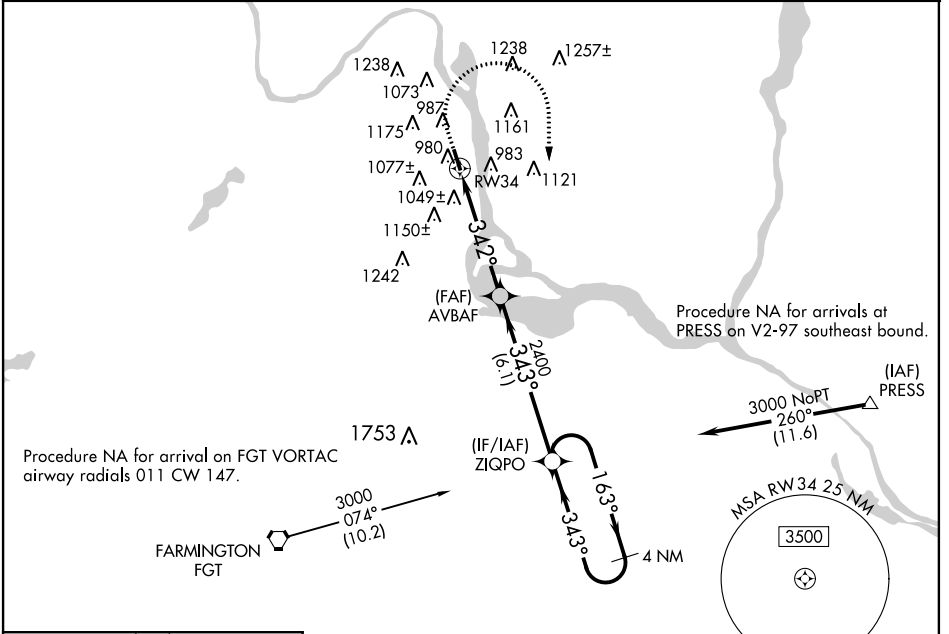 1238
1257±
1238
1073
987
1175
1161
980
983
RW34
1121
1077±
1049±
1150±
342°
1242
(FAF)
AVBAF
Procedure NA for arrivals at
PRESS on V2-97 southeast bound.
2400
343°
(6.1)
(IAF)
PRESS
3000 NoPT
260°
(11.6)
1753
(IF/IAF)
ZIQPO
Procedure NA for arrival on FGT VORTAC
airway radials 011 CW 147.
163°
3000
074°
(10.2)
MSA RW34 25 NM
343°
3500
FARMINGTON
FGT
4 NM